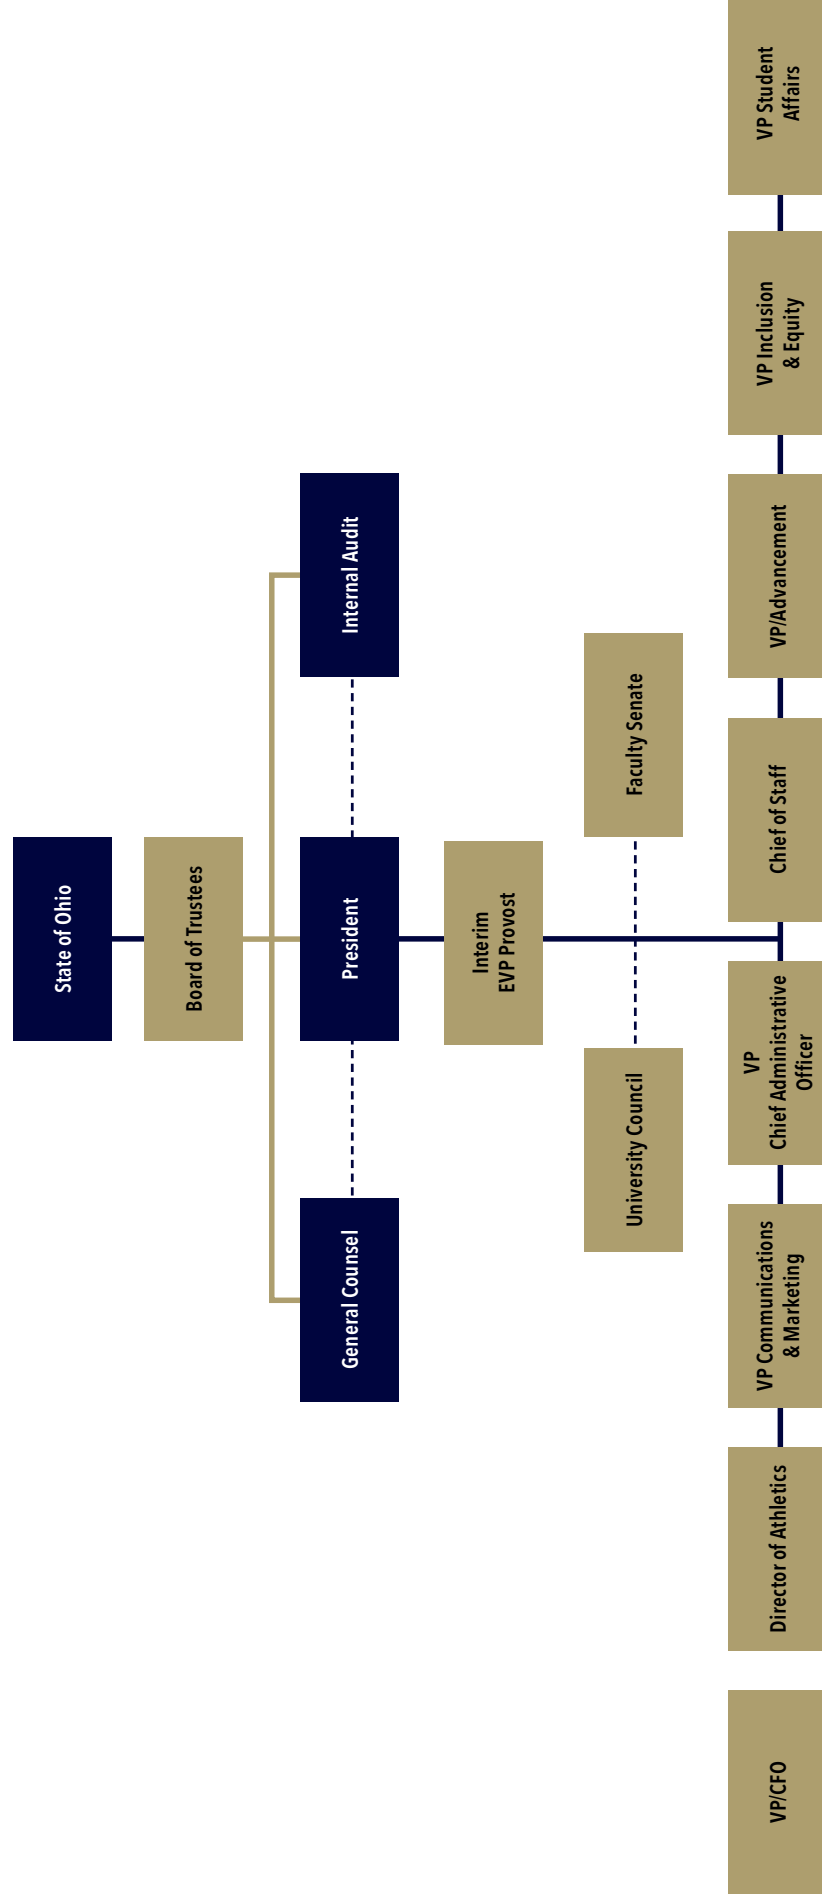 State of Ohio
Board of Trustees
General Counsel
President
Internal Audit
Interim
EVP Provost
University Council
Faculty Senate
VP/CFO
Director of Athletics
VP Communications
& Marketing
VP
Chief Administrative
Officer
Chief of Staff
VP/Advancement
VP Inclusion
& Equity
VP Student
Affairs